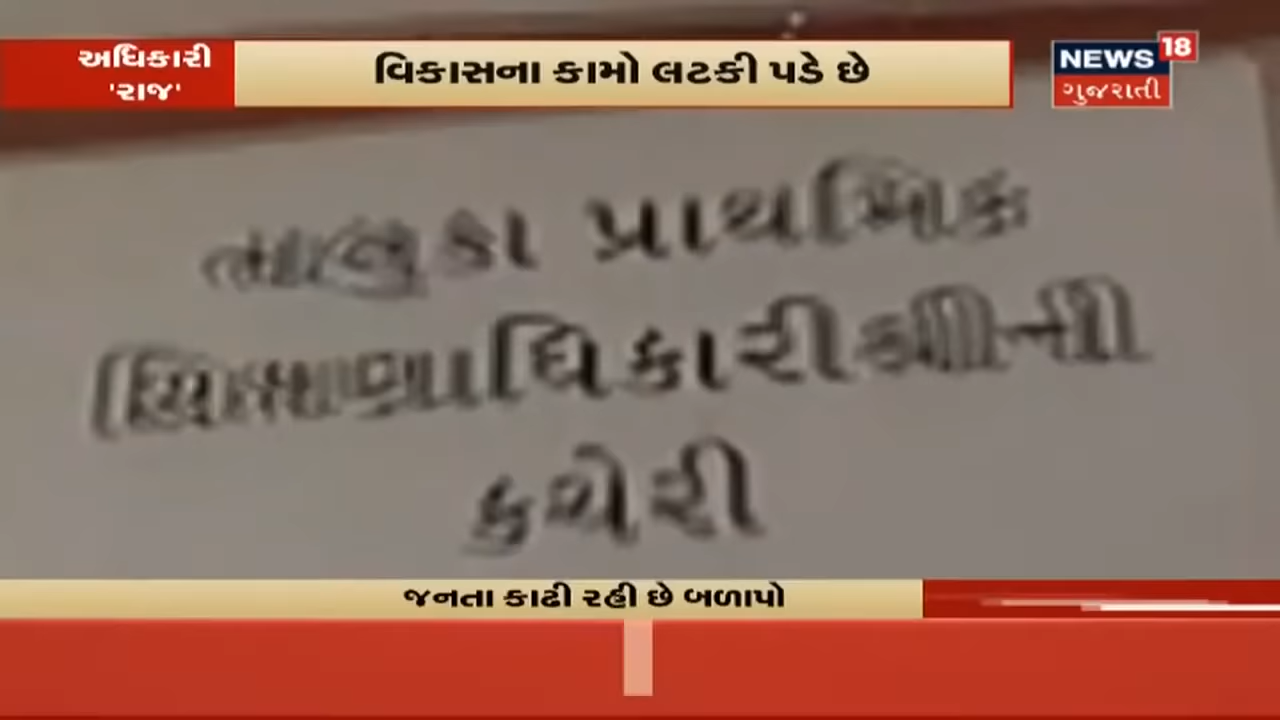 અધિકારી
'રાજ'
વિકાસના કામો લટકી પડે છે
NEWS 18
ગુજરાતી
તાલુકા પ્રાથમિક
શિક્ષણાધિકારીશ્રીની
કચેરી
જનતા કાઢી રહી છે બળાપો